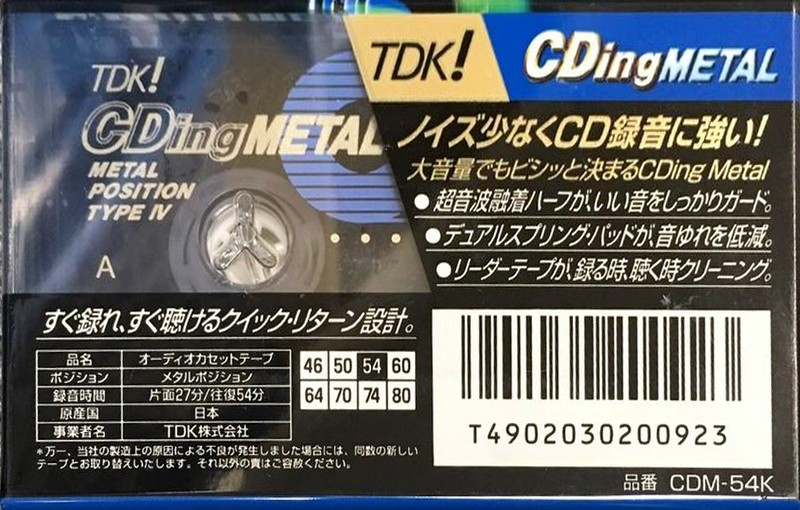 TDK!
CDingMETAL
TDK!
CDingMETAL
METAL
POSITION
TYPE IV
A
ノイズ少なくCD録音に強い!
大音量でもビシッと決まるCDing Metal
●超音波融着ハーフが、いい音をしっかりガード。
●デュアルスプリング・パッドが、音ゆれを低減。
●リーダーテープが、録る時、聴く時クリーニング。
すぐ録れ、すぐ聴けるクイック・リターン設計。
品名 オーディオカセットテープ
ポジション メタルポジション
録音時間 片面27分/往復54分
原産国 日本
事業者名 TDK株式会社
46 50 54 60
64 70 74 80
*万一、当社の製造上の原因による不良が発生しました場合には、同数の新しい
テープとお取り替えいたします。それ以外の責はご容赦ください。
T4902030200923
品番 CDM-54K